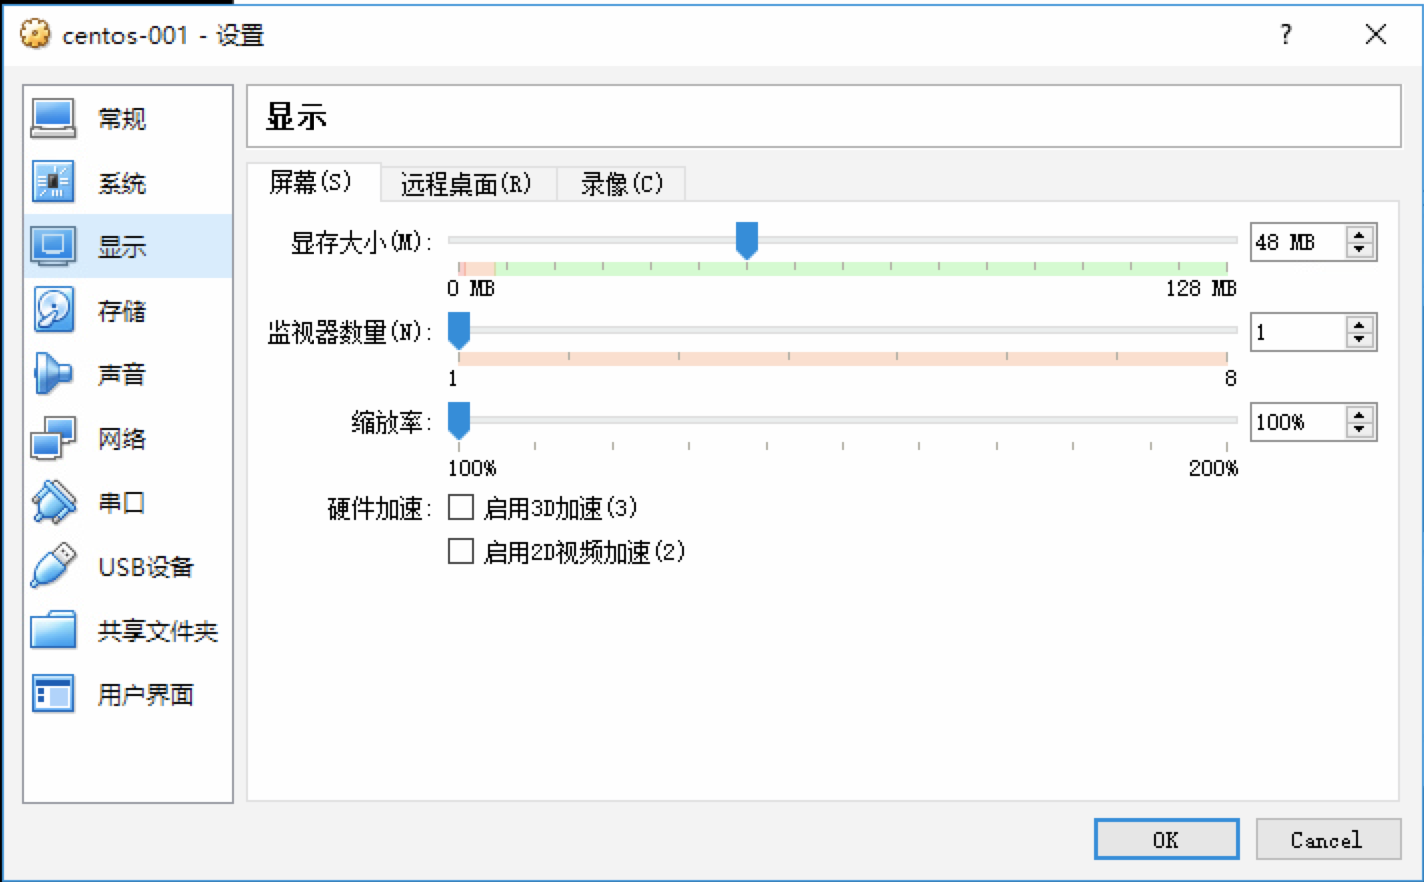 centos-001 - 设置
?
常规
系统
显示
存储
声音
网络
串口
USB设备
共享文件夹
用户界面
显示
屏幕(S) 远程桌面(R) 录像(C)
显存大小(M): 48 MB
0 MB 128 MB
监视器数量(N): 1
1 8
缩放率: 100%
100% 200%
硬件加速: 启用3D加速(3)
启用2D视频加速(2)
OK Cancel